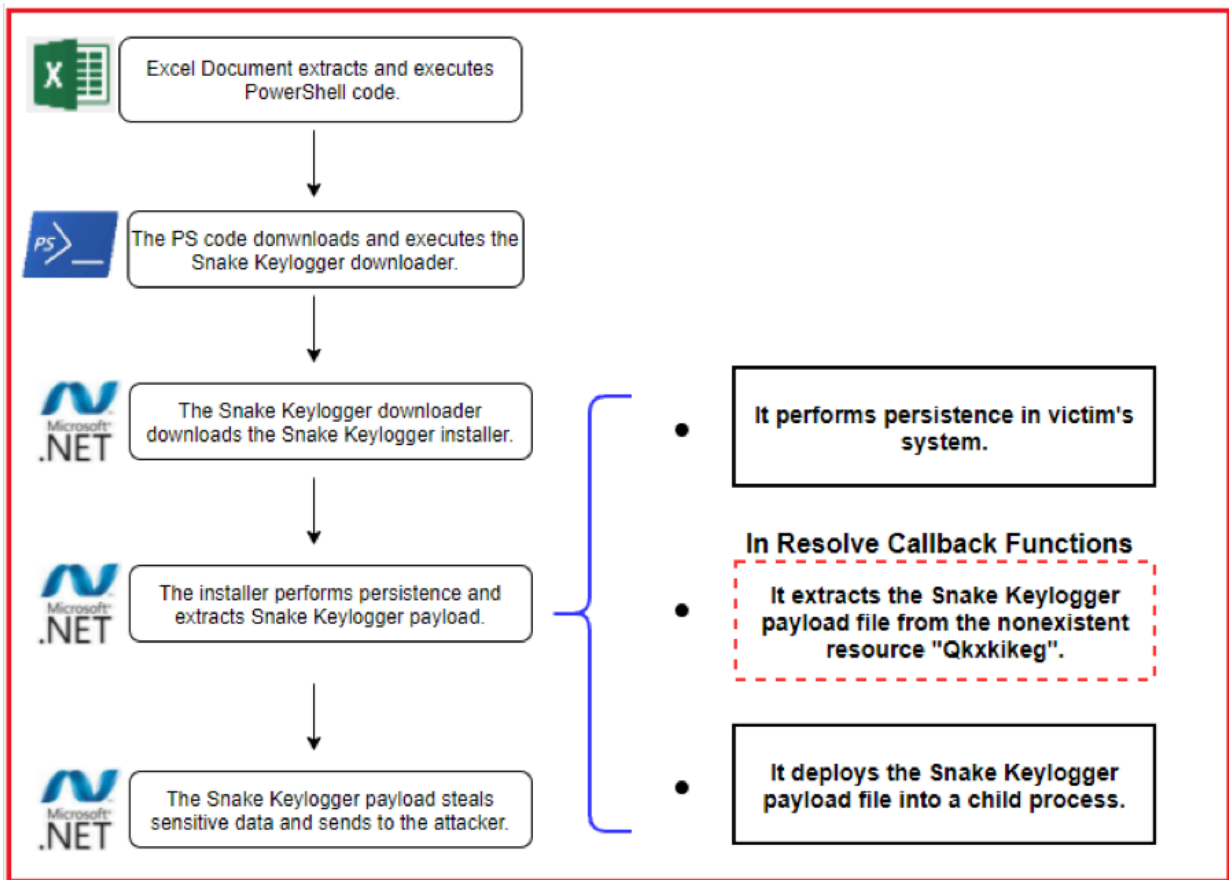 X
Excel Document extracts and executes
PowerShell code.
PS
The PS code donwnloads and executes the
Snake Keylogger downloader.
Microsoft®
.NET
The Snake Keylogger downloader
downloads the Snake Keylogger installer.
Microsoft®
.NET
The installer performs persistence and
extracts Snake Keylogger payload.
Microsoft®
.NET
The Snake Keylogger payload steals
sensitive data and sends to the attacker.
It performs persistence in victim's
system.
In Resolve Callback Functions
It extracts the Snake Keylogger
payload file from the nonexistent
resource "Qkxkikeg".
It deploys the Snake Keylogger
payload file into a child process.